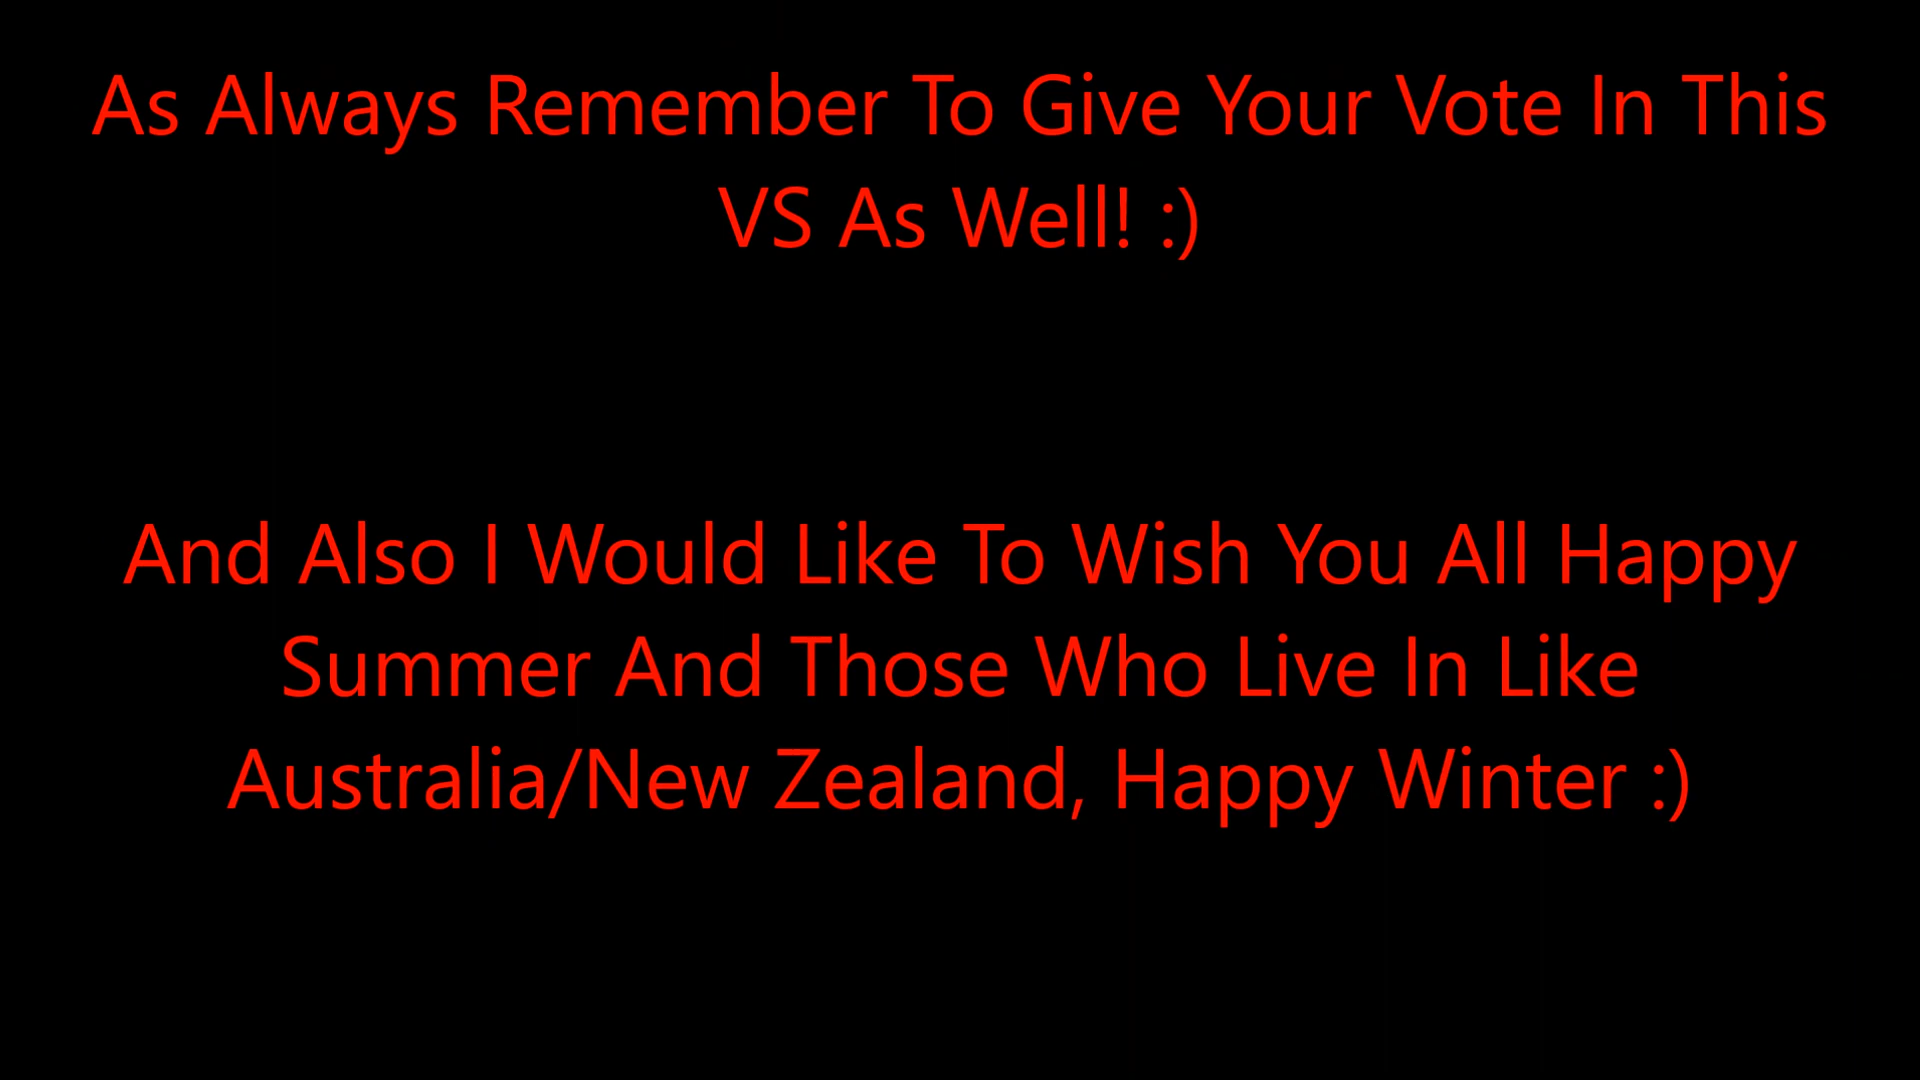 As Always Remember To Give Your Vote In This
VS As Well! :)
And Also I Would Like To Wish You All Happy
Summer And Those Who Live In Like
Australia/New Zealand, Happy Winter :)